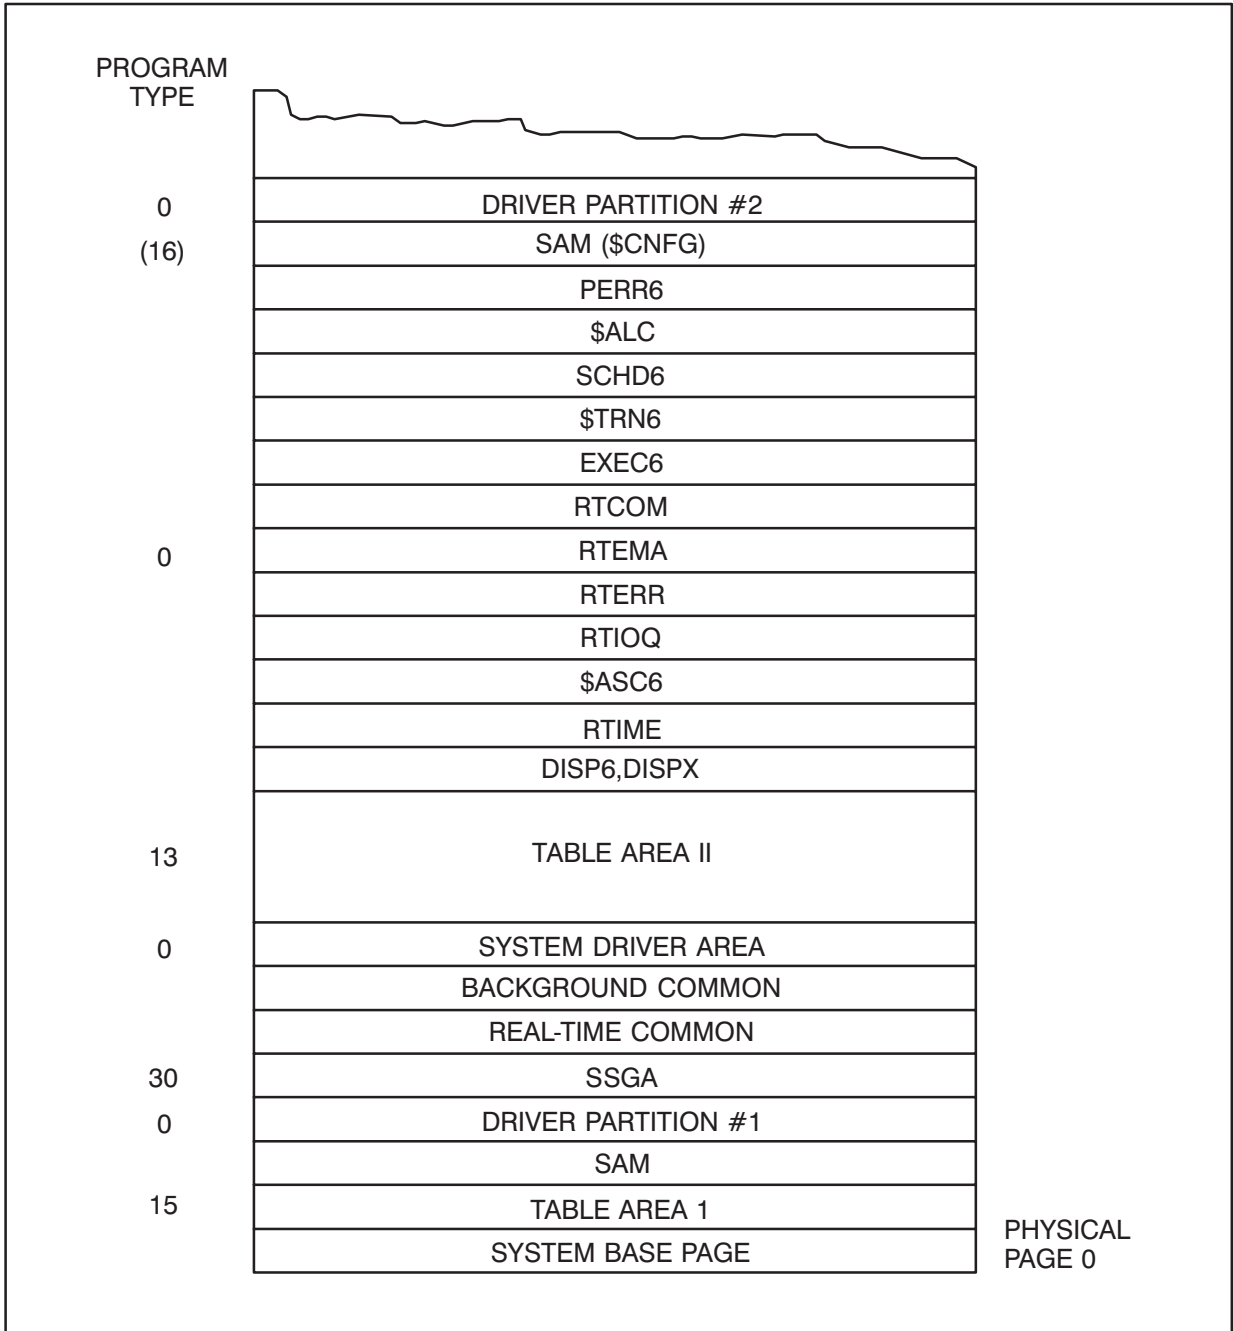 PROGRAM
TYPE
0 DRIVER PARTITION #2
(16) SAM ($CNFG)
PERR6
$ALC
SCHD6
$TRN6
EXEC6
RTCOM
0 RTEMA
RTERR
RTIOQ
$ASC6
RTIME
DISP6,DISPX
13 TABLE AREA II
0 SYSTEM DRIVER AREA
BACKGROUND COMMON
REAL-TIME COMMON
30 SSGA
0 DRIVER PARTITION #1
SAM
15 TABLE AREA 1
SYSTEM BASE PAGE
PHYSICAL
PAGE 0